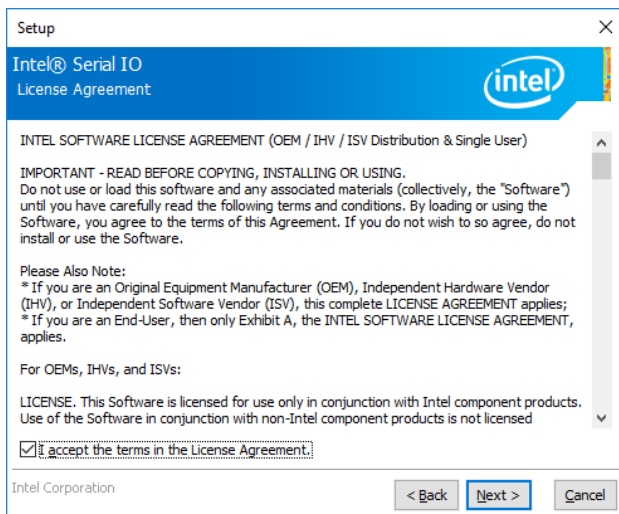 Setup
Intel® Serial IO
License Agreement
intel
INTEL SOFTWARE LICENSE AGREEMENT (OEM / IHV / ISV Distribution & Single User)
IMPORTANT - READ BEFORE COPYING, INSTALLING OR USING.
Do not use or load this software and any associated materials (collectively, the "Software")
until you have carefully read the following terms and conditions. By loading or using the
Software, you agree to the terms of this Agreement. If you do not wish to so agree, do not
install or use the Software.
Please Also Note:
* If you are an Original Equipment Manufacturer (OEM), Independent Hardware Vendor
(IHV), or Independent Software Vendor (ISV), this complete LICENSE AGREEMENT applies;
* If you are an End-User, then only Exhibit A, the INTEL SOFTWARE LICENSE AGREEMENT,
applies.
For OEMs, IHVs, and ISVs:
LICENSE. This Software is licensed for use only in conjunction with Intel component products.
Use of the Software in conjunction with non-Intel component products is not licensed
I accept the terms in the License Agreement.
Intel Corporation
< Back
Next >
Cancel